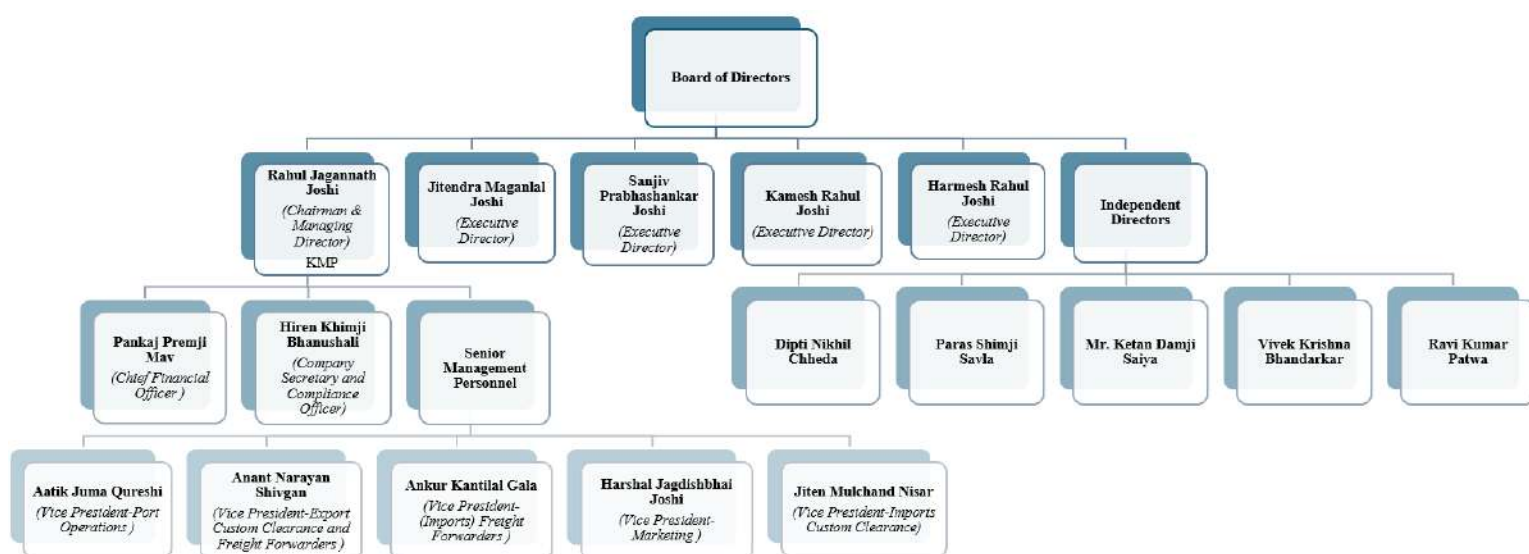 Board of Directors
Rahul Jagannath
Joshi
(Chairman &
Managing
Director)
KMP
Jitendra Maganlal
Joshi
(Executive
Director)
Sanjiv
Prabhashankar
Joshi
(Executive
Director)
Kamesh Rahul
Joshi
(Executive Director)
Harmesh Rahul
Joshi
(Executive
Director)
Independent
Directors
Pankaj Premji
Mav
(Chief Financial
Officer )
Hiren Khimji
Bhanushali
(Company
Secretary and
Compliance
Officer)
Senior
Management
Personnel
Dipti Nikhil
Chheda
Paras Shimji
Savla
Mr. Ketan Damji
Saiya
Vivek Krishna
Bhandarkar
Ravi Kumar
Patwa
Aatik Juma Qureshi
(Vice President-Port
Operations )
Anant Narayan
Shivgan
(Vice President-Export
Custom Clearance and
Freight Forwarders )
Ankur Kantilal Gala
(Vice President-
(Imports) Freight
Forwarders )
Harshal Jagdishbhai
Joshi
(Vice President-
Marketing )
Jiten Mulchand Nisar
(Vice President-Imports
Custom Clearance)